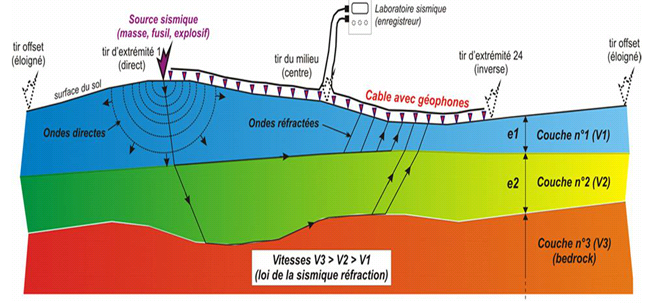 Source sismique
(masse, fusil, explosif)
Laboratoire sismique
(enregistreur)
tir offset
(éloigné)
tir d'extrémité 1
(direct)
tir du milieu
(centre)
tir d'extrémité 24
(inverse)
tir offset
(éloigné)
surface du sol
Cable avec géophones
Ondes directes
Ondes réfractées
e1
Couche n°1 (V1)
e2
Couche n°2 (V2)
Couche n°3 (V3)
(bedrock)
Vitesses V3 > V2 > V1
(loi de la sismique réfraction)